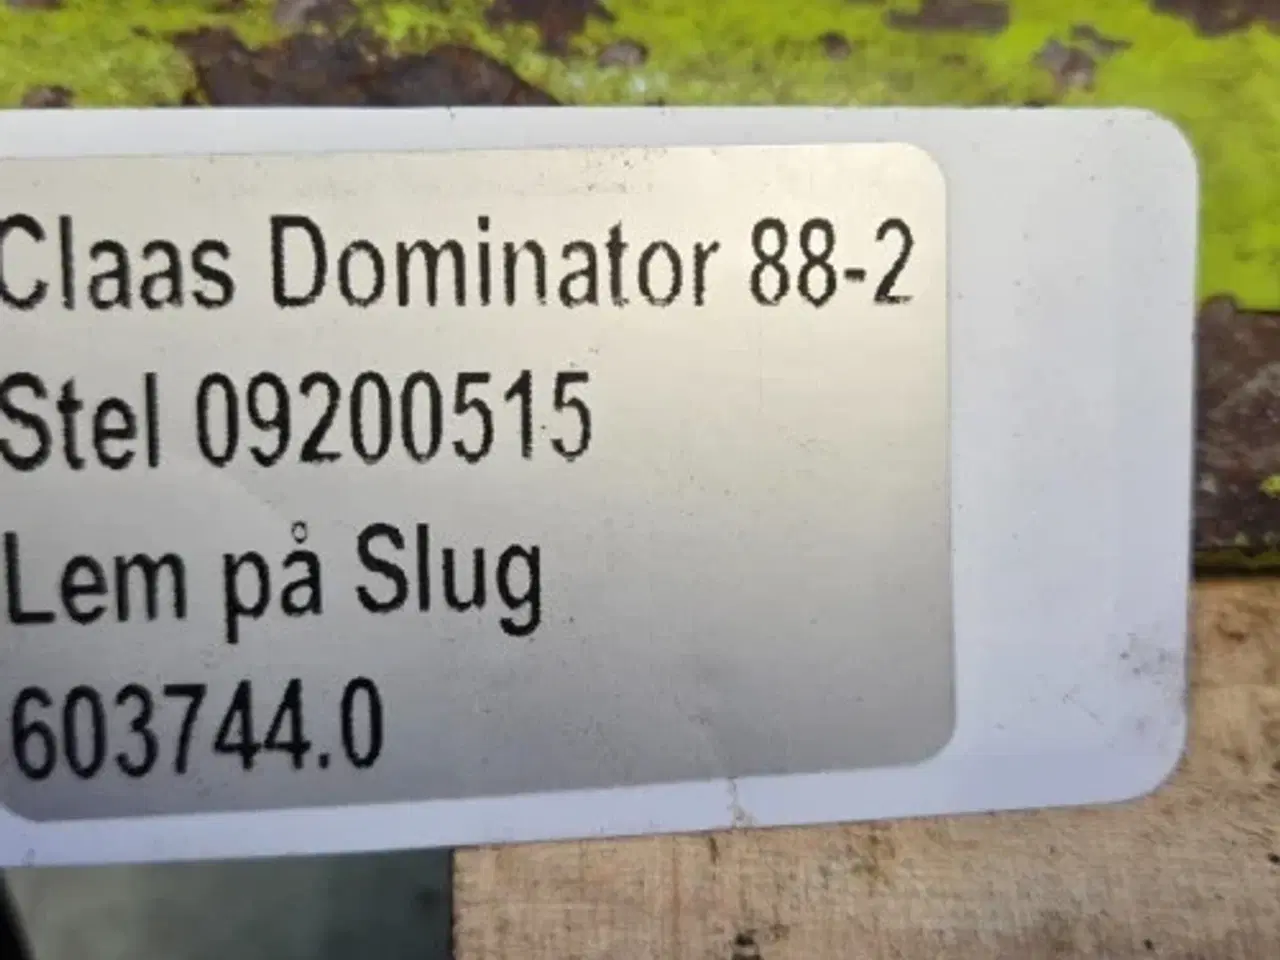 Claas Dominator 88-2
Stel 09200515
Lem på Slug
603744.0